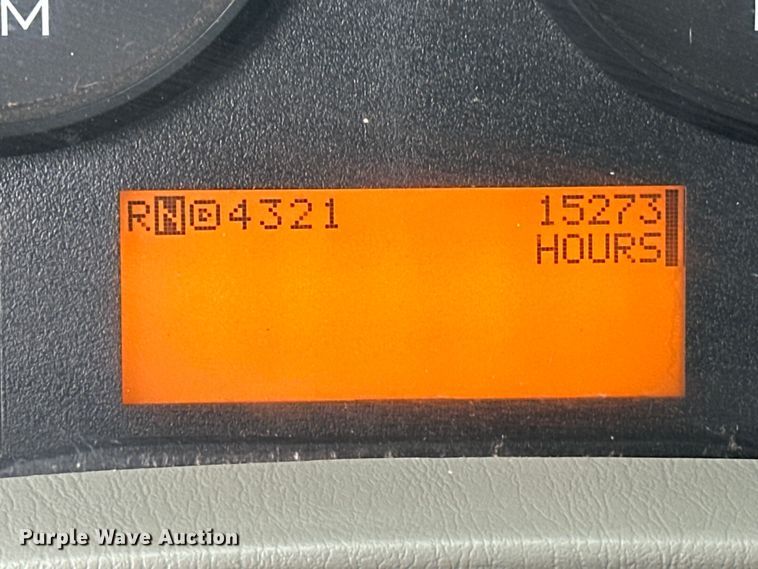 M
RND4321 15273
HOURS
Purple Wave Auction